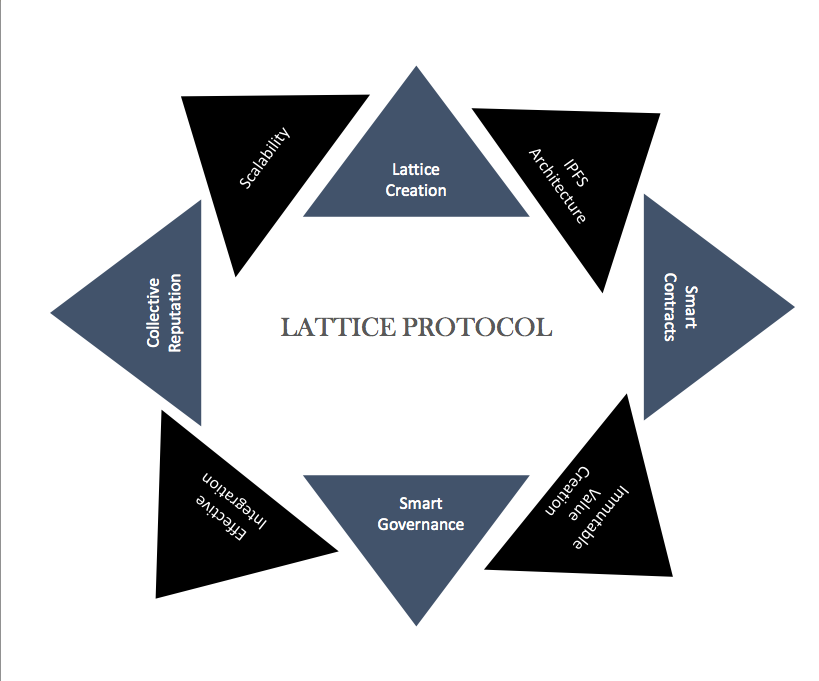 Scalability
Lattice
Creation
IPFS
Architecture
Collective
Reputation
LATTICE PROTOCOL
Smart
Contracts
Effective
Integration
Smart
Governance
Immutable
Value
Creation